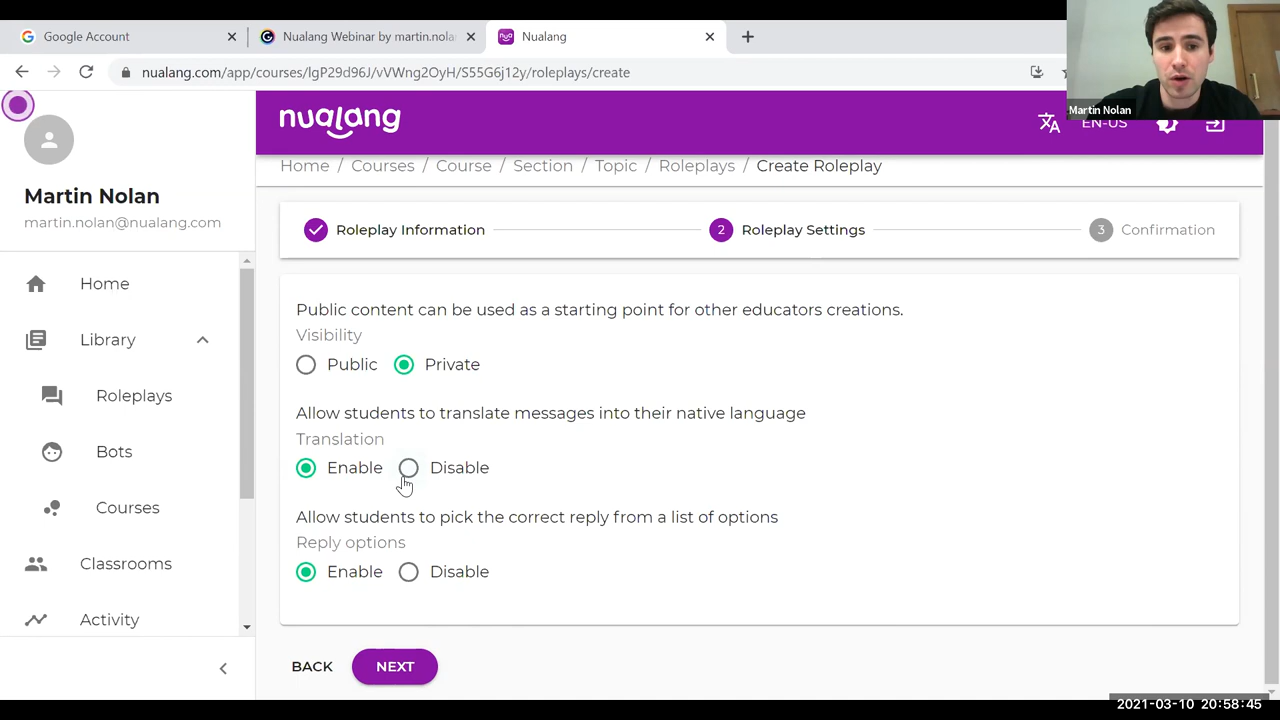 Google Account
Nualang Webinar by martin.nola
Nualang
nualang.com/app/courses/lgP29d96J/vVWng2OyH/S55G6j12y/roleplays/create
Martin Nolan
nualang
EN-US
Home / Courses / Course / Section / Topic / Roleplays / Create Roleplay
Martin Nolan
martin.nolan@nualang.com
Home
Library
Roleplays
Bots
Courses
Classrooms
Activity
Roleplay Information
2 Roleplay Settings
3 Confirmation
Public content can be used as a starting point for other educators creations.
Visibility
Public Private
Allow students to translate messages into their native language
Translation
Enable Disable
Allow students to pick the correct reply from a list of options
Reply options
Enable Disable
BACK NEXT
2021-03-10 20:58:45